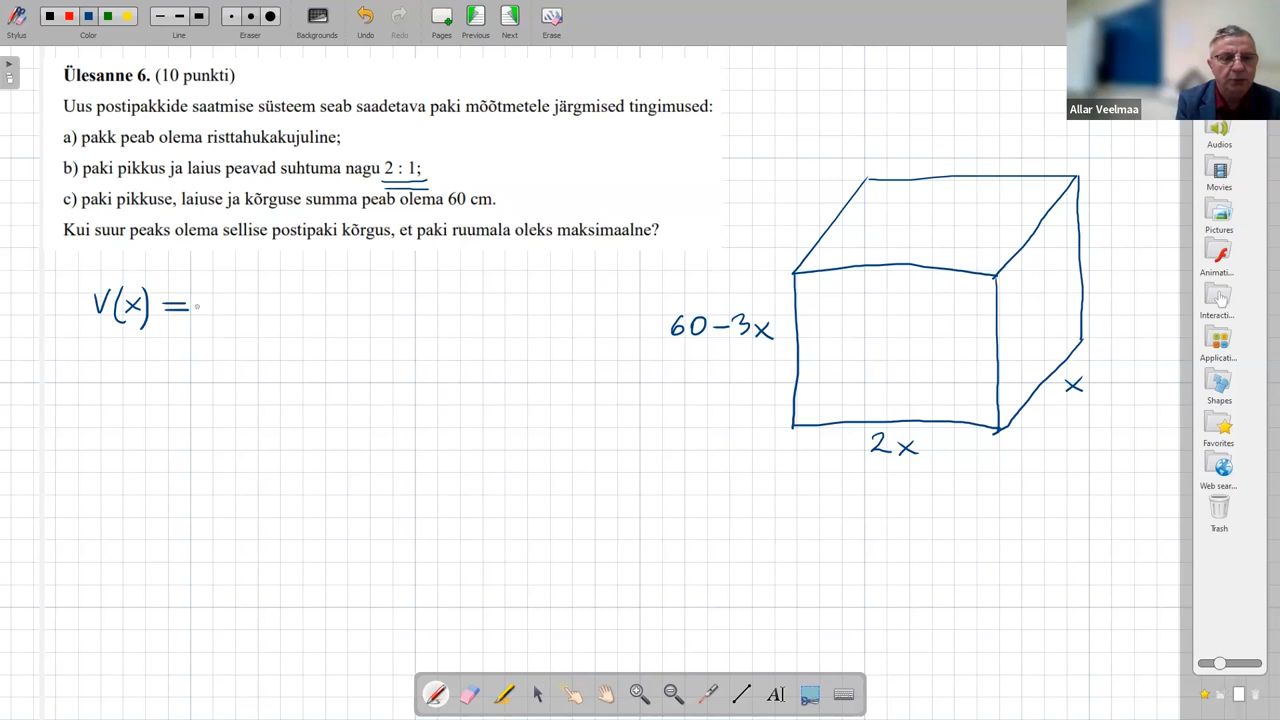 Stylus
Color
Line
Eraser
Backgrounds
Undo
Redo
Pages
Previous
Next
Erase
Allar Veelmaa
Ülesanne 6. (10 punkti)
Uus postipakkide saatmise süsteem seab saadetava paki mõõtmetele järgmised tingimused:
a) pakk peab olema risttahukakujuline;
b) paki pikkus ja laius peavad suhtuma nagu 2 : 1;
c) paki pikkuse, laiuse ja kõrguse summa peab olema 60 cm.
Kui suur peaks olema sellise postipaki kõrgus, et paki ruumala oleks maksimaalne?
V(x) =
60-3x
x
2x
Audios
Movies
Pictures
Animati...
Interacti...
Applicati...
Shapes
Favorites
Web sear...
Trash
A